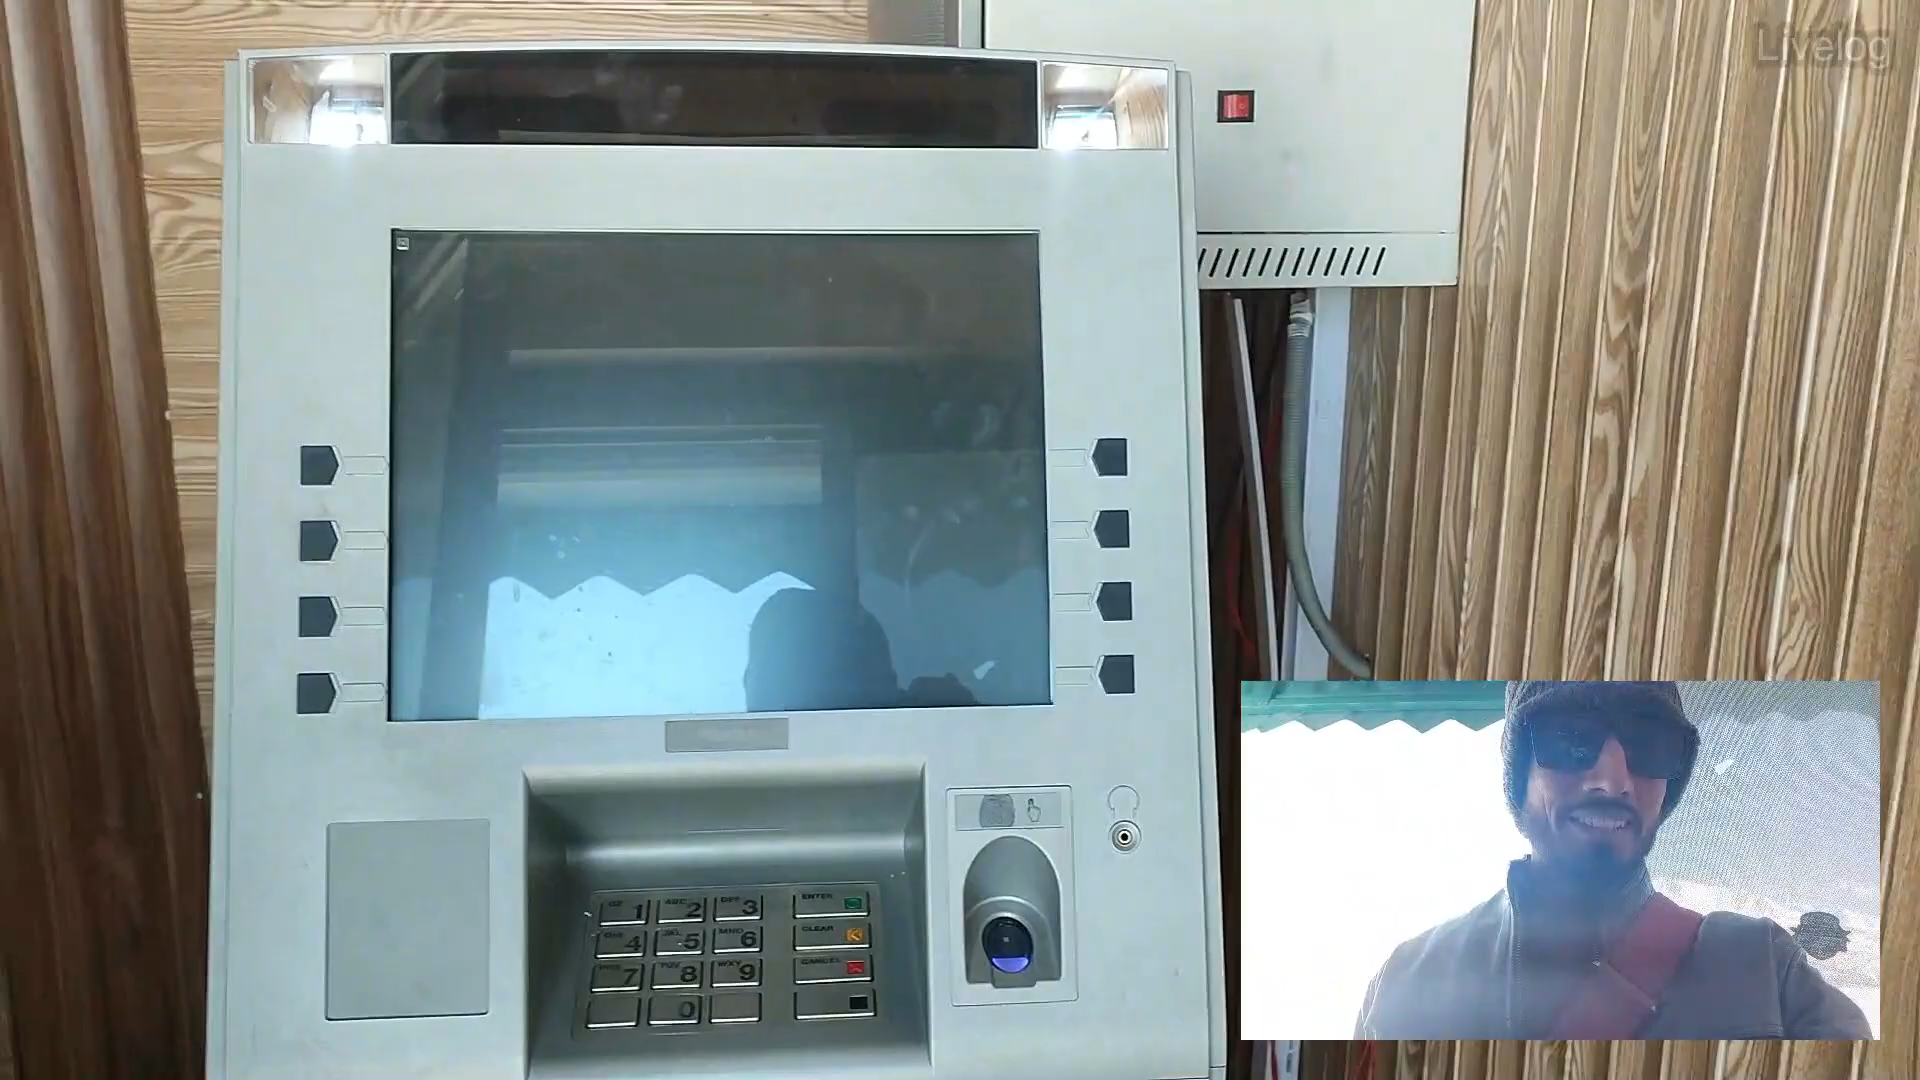 Livelog
QZ 1
ABC 2
DEF 3
ENTER
GHI 4
JKL 5
MNO 6
CLEAR
PRS 7
TUV 8
WXY 9
CANCEL
0